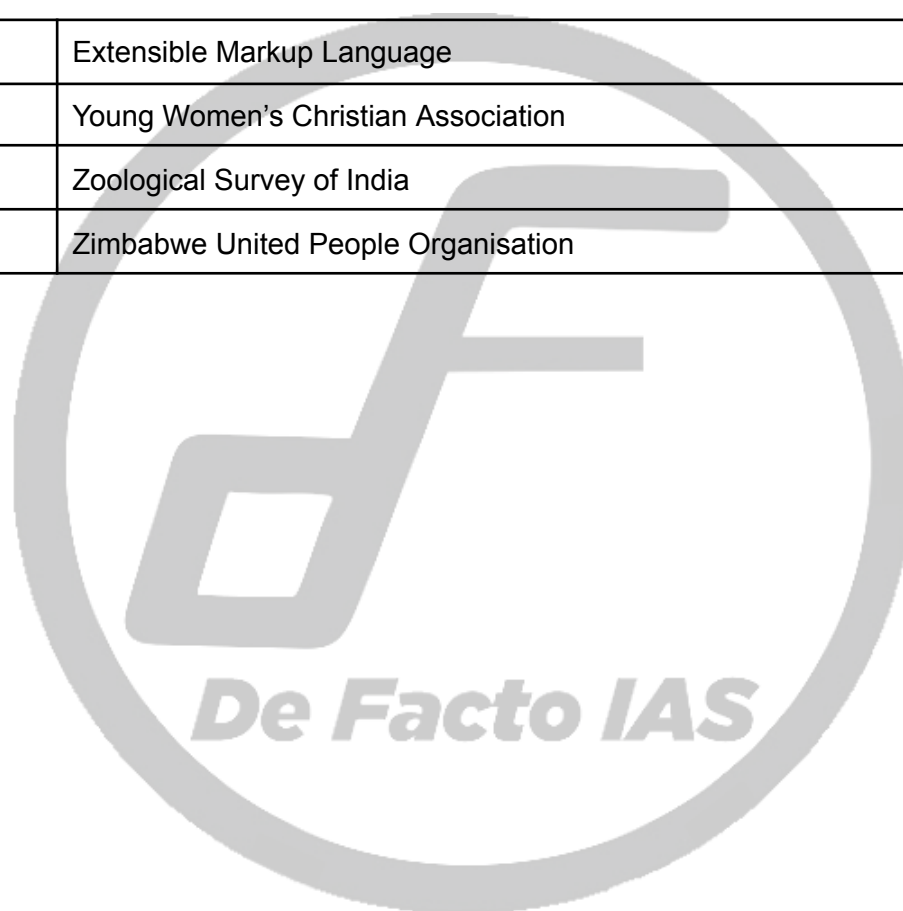 Extensible Markup Language
Young Women's Christian Association
Zoological Survey of India
Zimbabwe United People Organisation
De Facto IAS